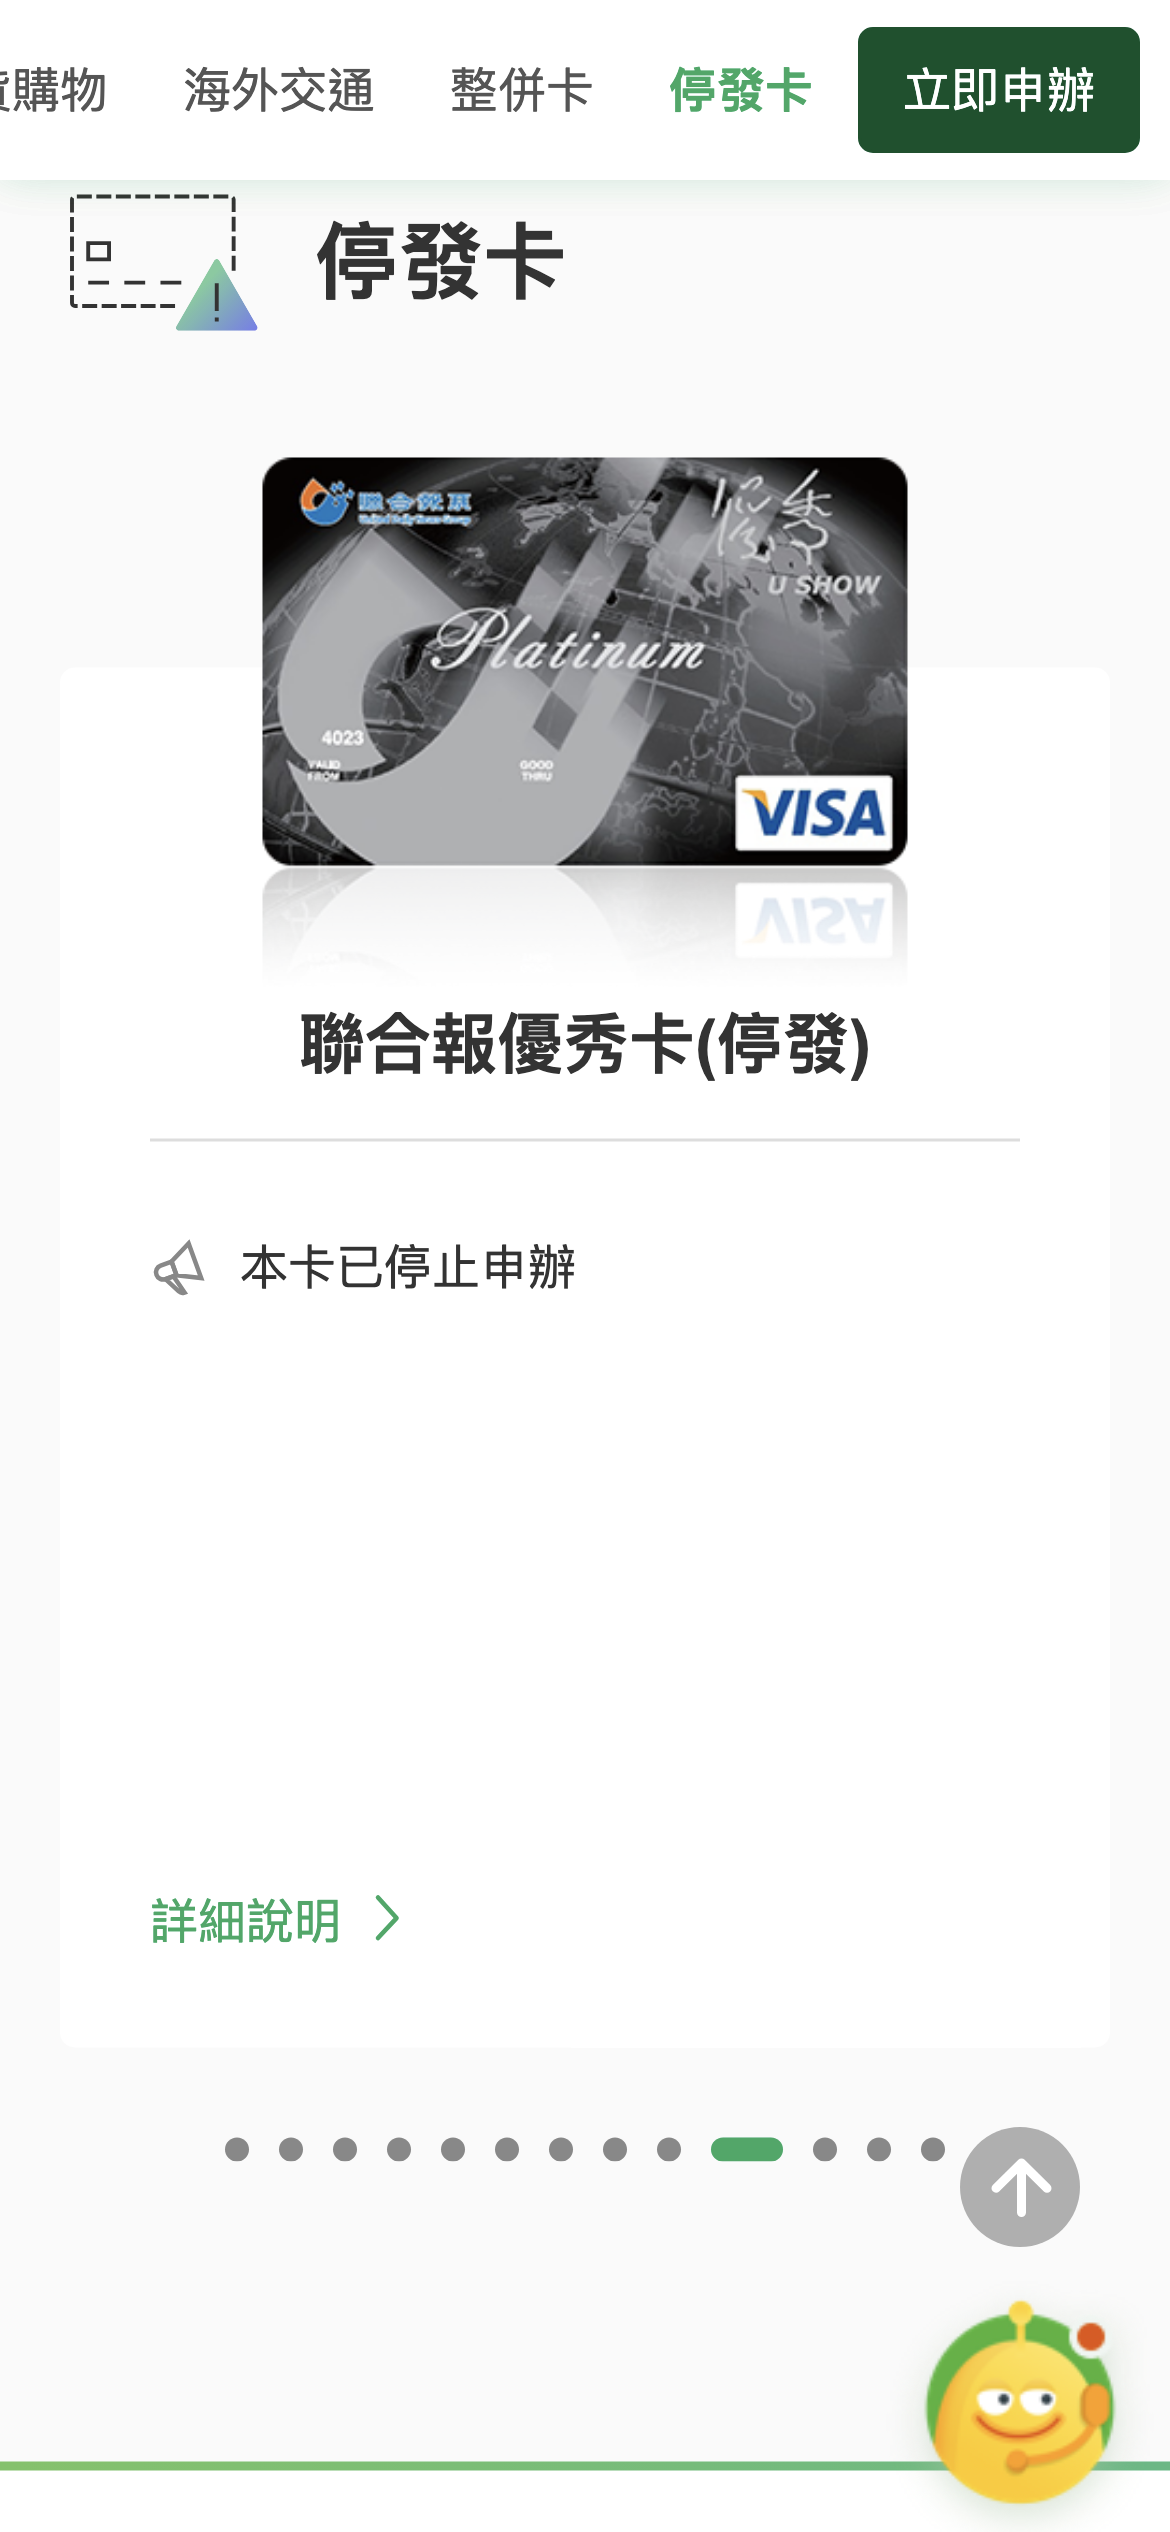 貨購物 海外交通 整併卡 停發卡 立即申辦
停發卡
聯合報系
優秀
U SHOW
Platinum
4023
VALID FROM
GOOD THRU
VISA
聯合報優秀卡(停發)
本卡已停止申辦
詳細說明